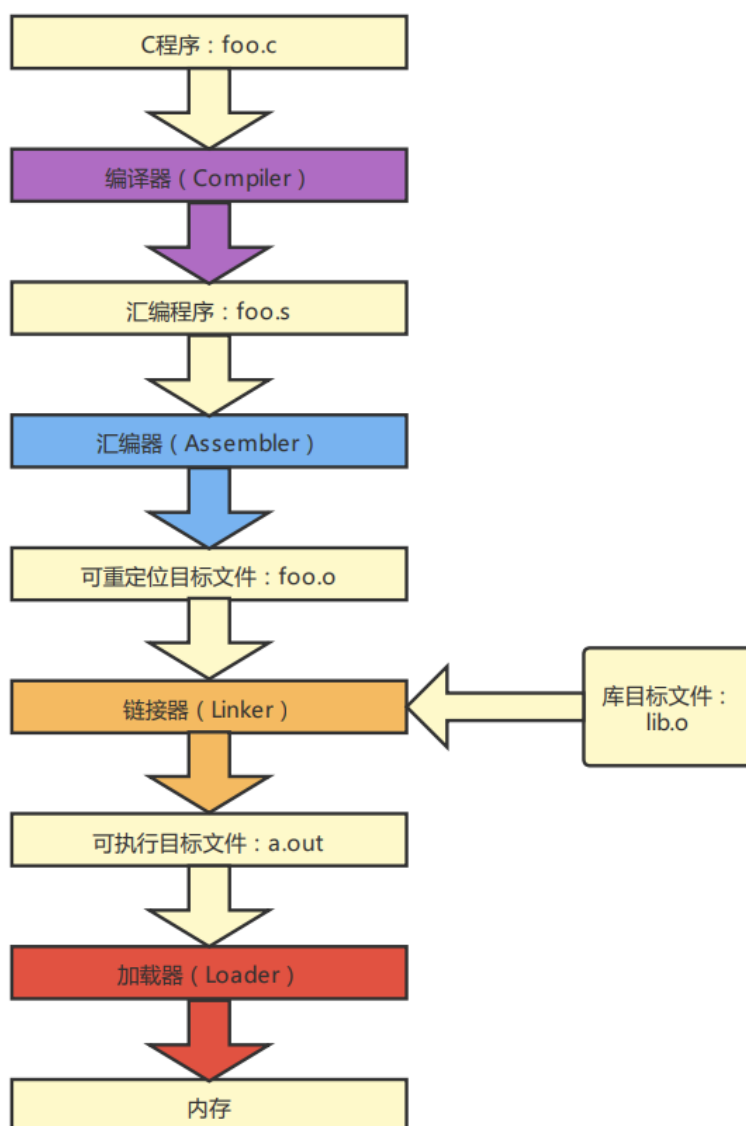 C程序：foo.c
编译器（Compiler）
汇编程序：foo.s
汇编器（Assembler）
可重定位目标文件：foo.o
链接器（Linker）
库目标文件：
lib.o
可执行目标文件：a.out
加载器（Loader）
内存